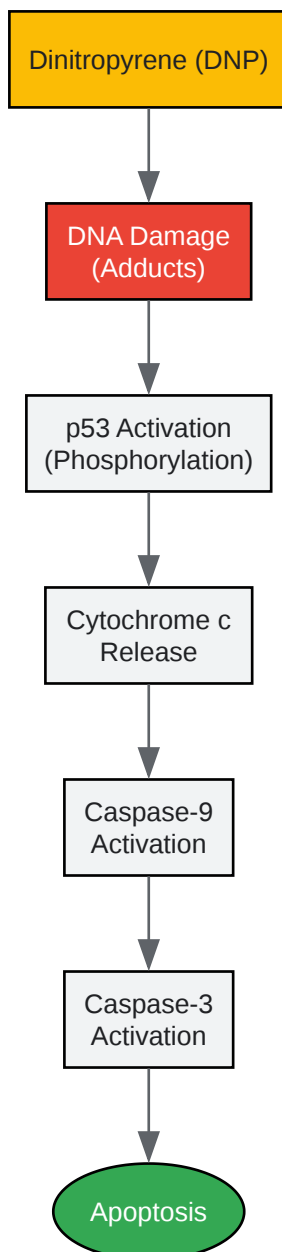 Dinitropyrene (DNP)
DNA Damage
(Adducts)
p53 Activation
(Phosphorylation)
Cytochrome c
Release
Caspase-9
Activation
Caspase-3
Activation
Apoptosis